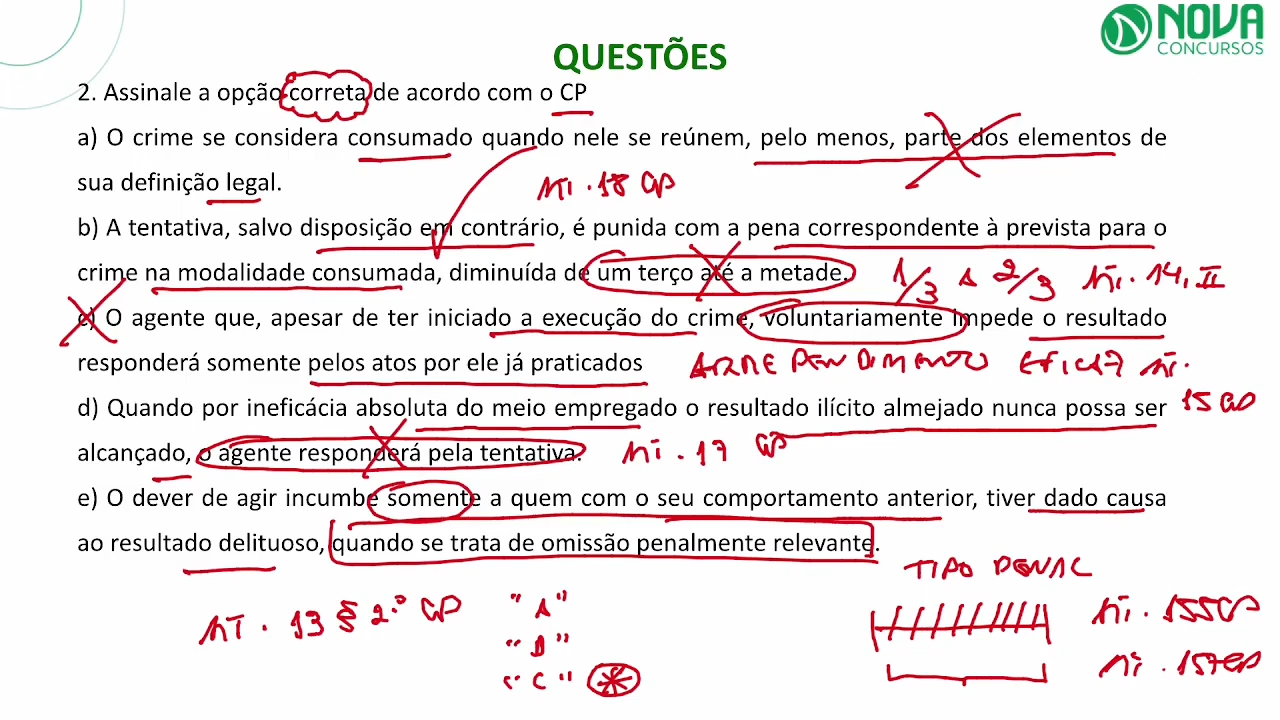 NOVA
CONCURSOS
QUESTÕES
2. Assinale a opção correta de acordo com o CP
a) O crime se considera consumado quando nele se reúnem, pelo menos, parte dos elementos de
sua definição legal.
Art. 18 CP
b) A tentativa, salvo disposição em contrário, é punida com a pena correspondente à prevista para o
crime na modalidade consumada, diminuída de um terço até a metade.
1/3 A 2/3 Art. 14, II
c) O agente que, apesar de ter iniciado a execução do crime, voluntariamente impede o resultado
responderá somente pelos atos por ele já praticados
ARREPENDIMENTO EFICAZ Art.
15 CP
d) Quando por ineficácia absoluta do meio empregado o resultado ilícito almejado nunca possa ser
alcançado, o agente responderá pela tentativa.
Art. 17 CP
e) O dever de agir incumbe somente a quem com o seu comportamento anterior, tiver dado causa
ao resultado delituoso, quando se trata de omissão penalmente relevante.
TIPO PENAL
ART. 13 § 2.º CP
"A"
"B"
"C"
Art. 155 CP
Art. 157 CP